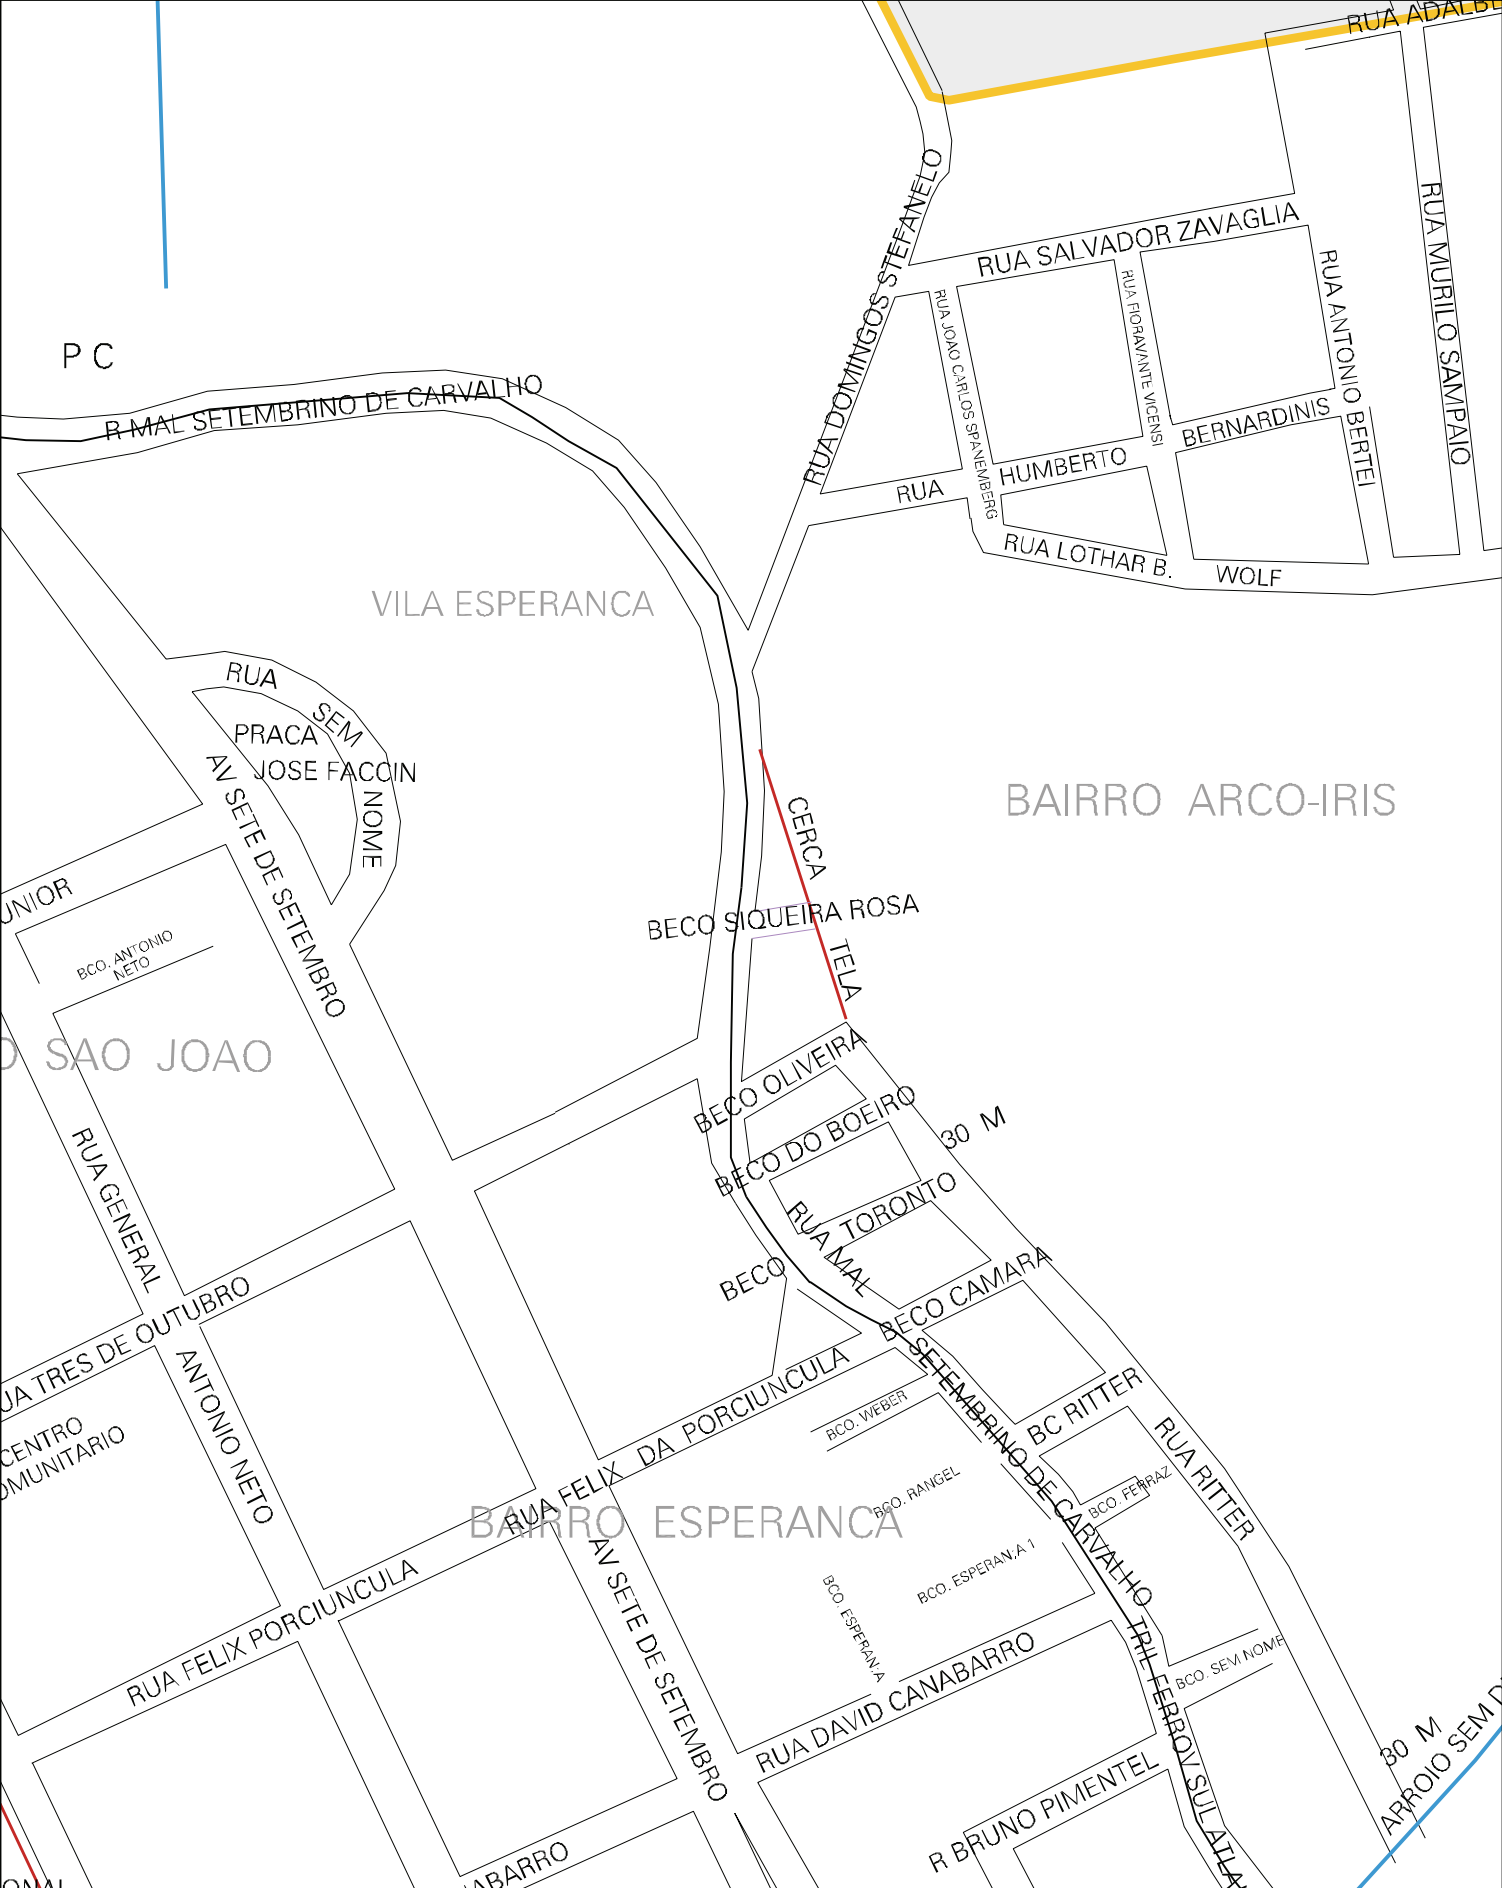 RUA ADALBE
RUA DOMINGOS STEFANELO
RUA SALVADOR ZAVAGLIA
RUA MURILO SAMPAIO
RUA ANTONIO BERTEI
RUA FIORAVANTE VICENSI
RUA JOAO CARLOS SPANEMBERG
P C
R MAL SETEMBRINO DE CARVALHO
RUA HUMBERTO BERNARDINIS
RUA LOTHAR B. WOLF
VILA ESPERANCA
RUA SEM NOME
PRACA
JOSE FACCIN
AV SETE DE SETEMBRO
BAIRRO ARCO-IRIS
CERCA TELA
UNIOR
BECO SIQUEIRA ROSA
BCO. ANTONIO
NETO
O SAO JOAO
BECO OLIVEIRA
BECO DO BOEIRO
30 M
RUA GENERAL ANTONIO NETO
BECO TORONTO
RUA MAL SETEMBRINO DE CARVALHO
BECO CAMARA
UA TRES DE OUTUBRO
CENTRO
OMUNITARIO
RUA FELIX DA PORCIUNCULA
BCO. WEBER
BC RITTER
RUA RITTER
BCO. RANGEL
BCO. FERRAZ
BAIRRO ESPERANCA
BCO. ESPERAN;A 1
BCO. ESPERAN;A
AV SETE DE SETEMBRO
RUA FELIX PORCIUNCULA
RUA DAVID CANABARRO
TRIL FERROV SUL ATLA
BCO. SEM NOME
30 M
ARROIO SEM D
R BRUNO PIMENTEL
ABARRO
ONAL